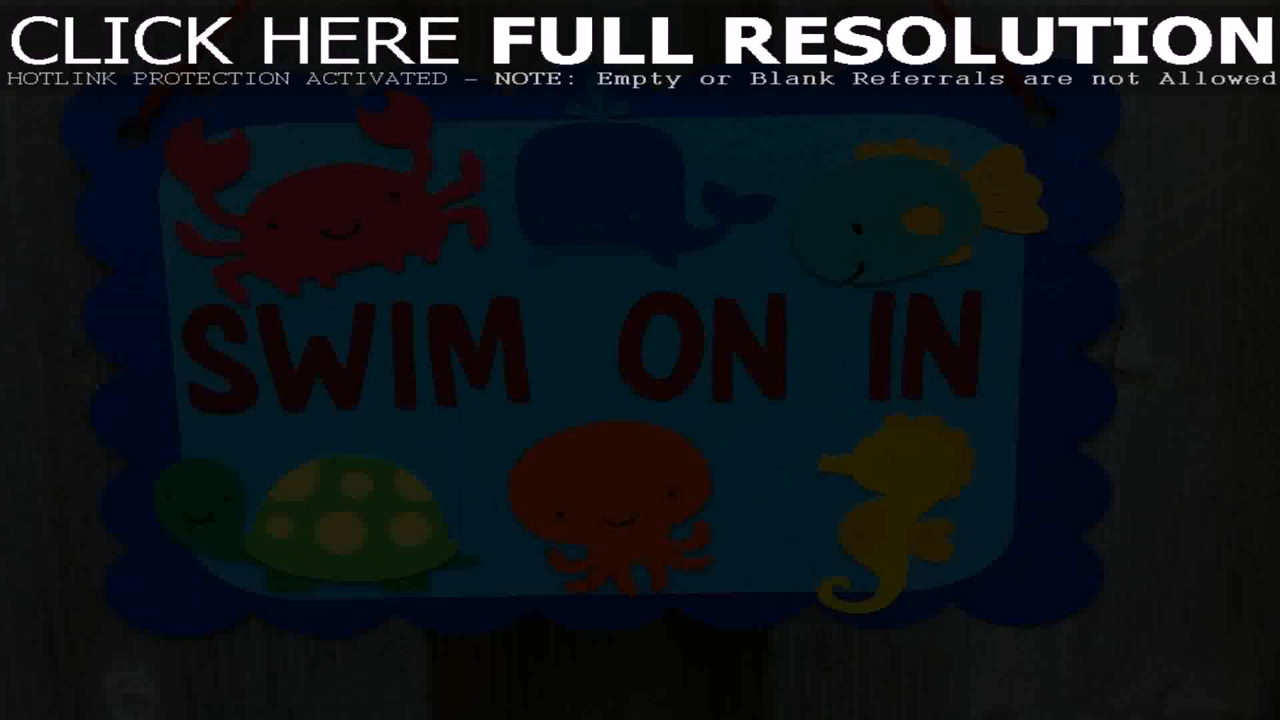 CLICK HERE FULL RESOLUTION
HOTLINK PROTECTION ACTIVATED – NOTE: Empty or Blank Referrals are not Allowed
SWIM ON IN